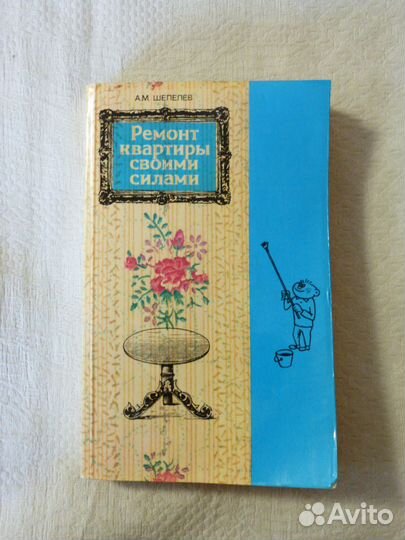 А.М. ШЕПЕЛЕВ
Ремонт
квартиры
своими
силами
Avito